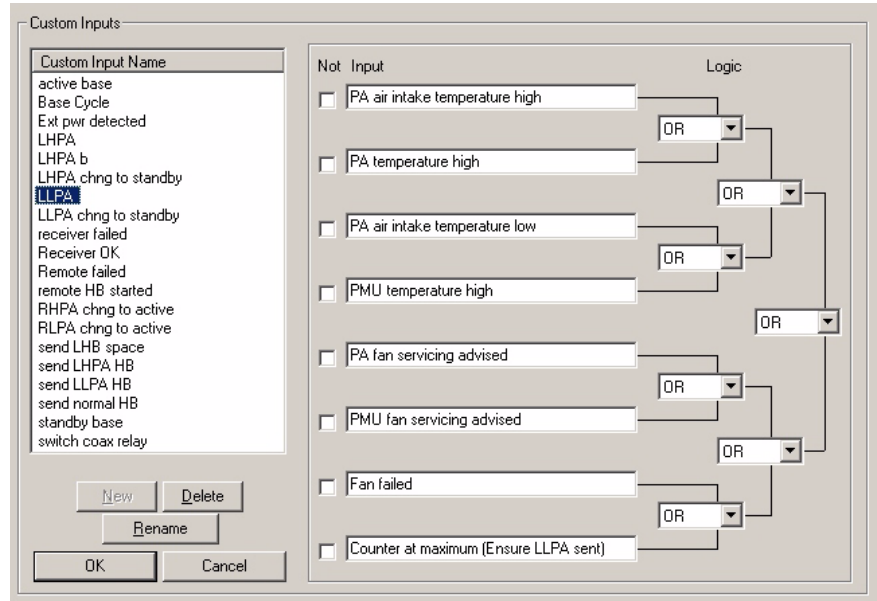 Custom Inputs
Custom Input Name
active base
Base Cycle
Ext pwr detected
LHPA
LHPA b
LHPA chng to standby
LLPA
LLPA chng to standby
receiver failed
Receiver OK
Remote failed
remote HB started
RHPA chng to active
RLPA chng to active
send LHB space
send LHPA HB
send LLPA HB
send normal HB
standby base
switch coax relay
New Delete
Rename
OK Cancel
Not Input Logic
PA air intake temperature high
OR
PA temperature high
OR
PA air intake temperature low
OR
PMU temperature high
OR
PA fan servicing advised
OR
PMU fan servicing advised
OR
Fan failed
OR
Counter at maximum (Ensure LLPA sent)